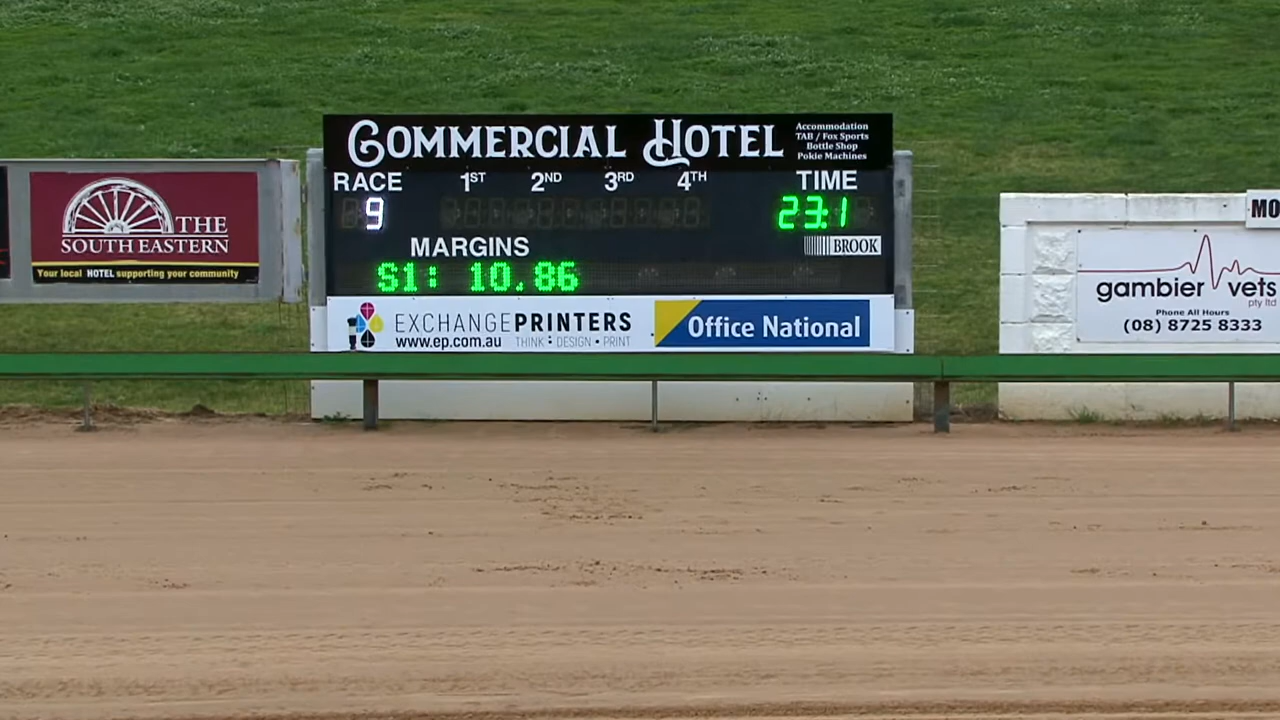 COMMERCIAL HOTEL
Accommodation
TAB / Fox Sports
Bottle Shop
Pokie Machines
RACE 1ST 2ND 3RD 4TH TIME
9 23:1
MARGINS
BROOK
S1: 10.86
EXCHANGEPRINTERS
www.ep.com.au THINK : DESIGN • PRINT
Office National
THE
SOUTH EASTERN
Your local HOTEL supporting your community
MO
gambier vets
pty ltd
Phone All Hours
(08) 8725 8333